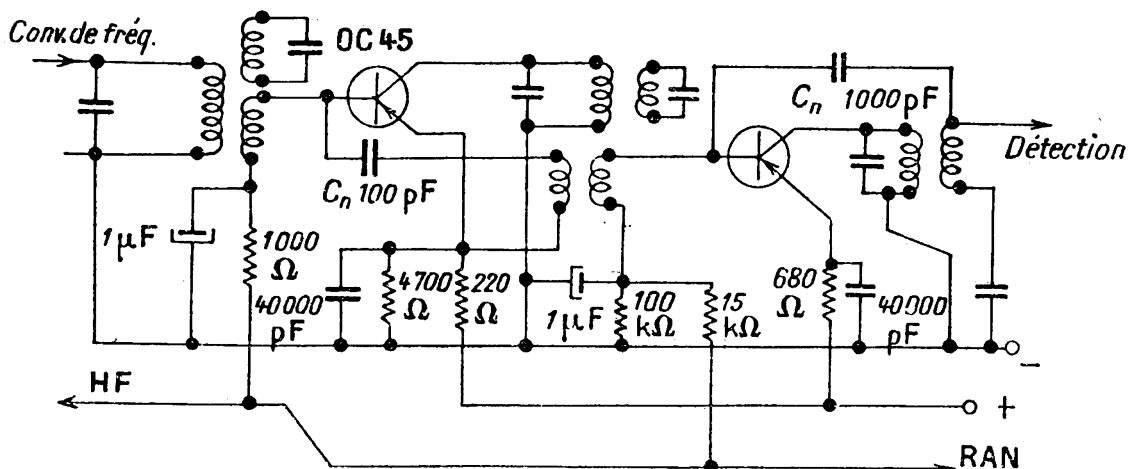 Conv. de fréq.
OC 45
Cn 1000 pF
Détection
Cn 100 pF
1 µF
1000 Ω
40000 pF
4700 Ω
220 Ω
1 µF
100 kΩ
15 kΩ
680 Ω
40000 pF
−
HF
+
RAN